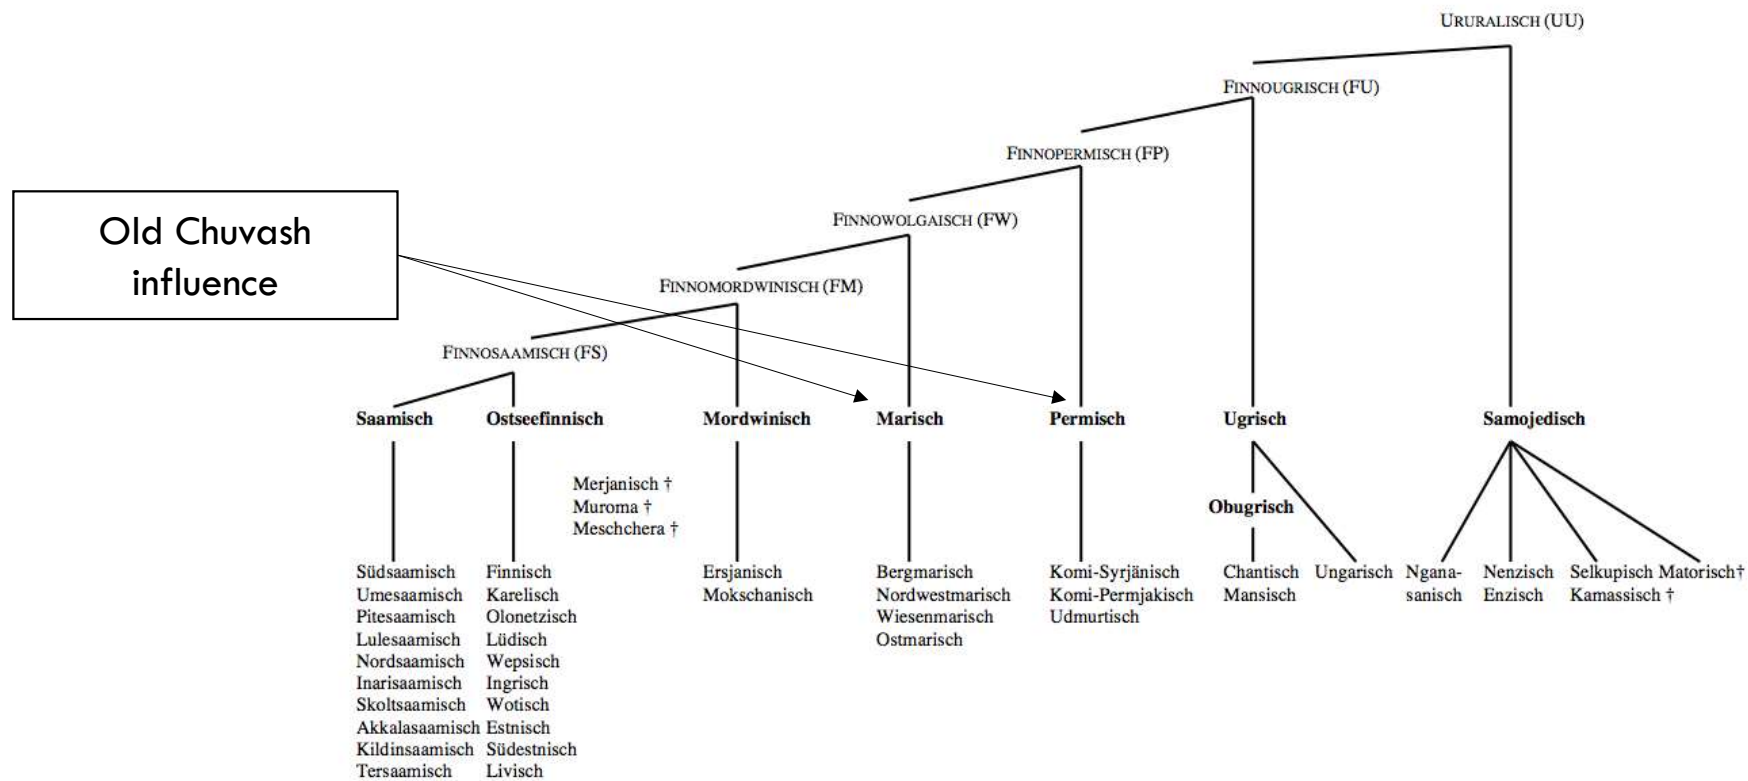 URURALISCH (UU)
FINNOUGRISCH (FU)
FINNOPERMISCH (FP)
FINNOWOLGAISCH (FW)
FINNOMORDWINISCH (FM)
FINNOSAAMISCH (FS)
Old Chuvash
influence
Saamisch Ostseefinnisch Mordwinisch Marisch Permisch Ugrisch Samojedisch
Merjanisch †
Muroma †
Meschchera †
Obugrisch
Südsaamisch Finnisch Ersjanisch Bergmarisch Komi-Syrjänisch Chantisch Ungarisch Ngana- Nenzisch Selkupisch Matorisch†
Umesaamisch Karelisch Mokschanisch Nordwestmarisch Komi-Permjakisch Mansisch sanisch Enzisch Kamassisch †
Pitesaamisch Olonetzisch Wiesenmarisch Udmurtisch
Lulesaamisch Lüdisch Ostmarisch
Nordsaamisch Wepsisch
Inarisaamisch Ingrisch
Skoltsaamisch Wotisch
Akkalasaamisch Estnisch
Kildinsaamisch Südestnisch
Tersaamisch Livisch